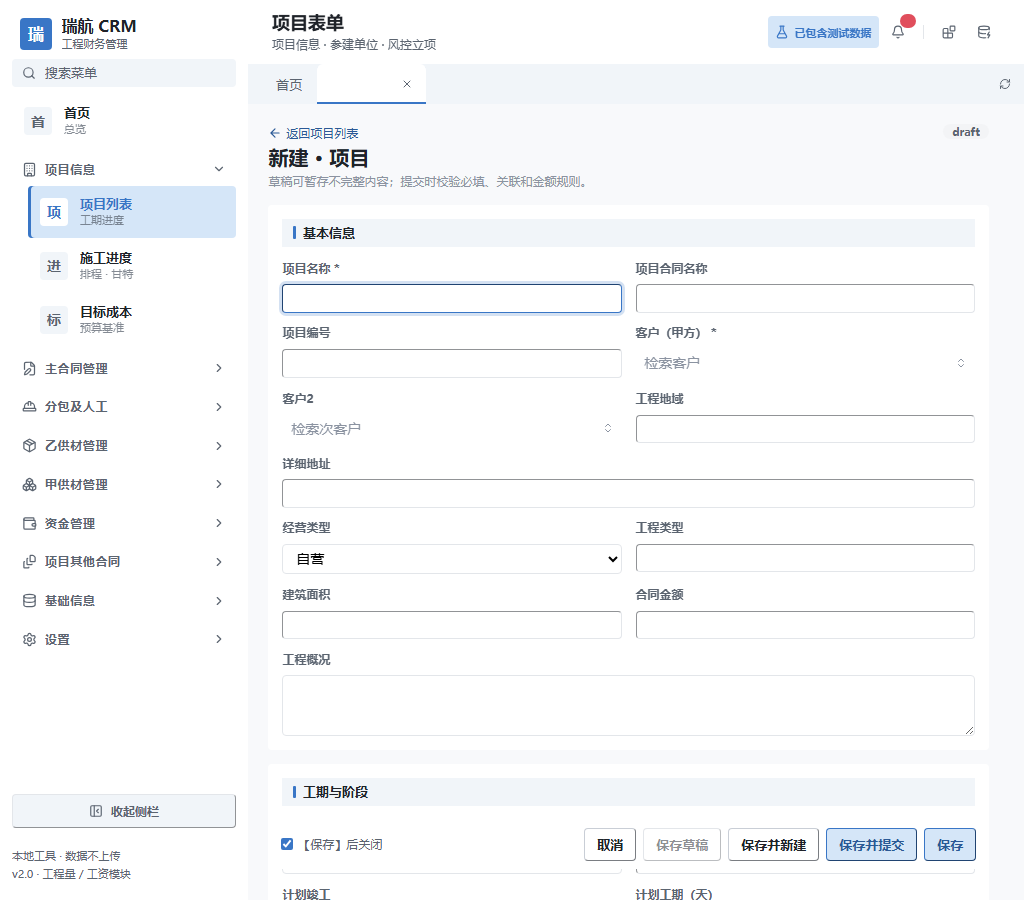 瑞
瑞航 CRM
工程财务管理
搜索菜单
首
首页
总览
项目信息
项
项目列表
工期进度
进
施工进度
排程 · 甘特
标
目标成本
预算基准
主合同管理
分包及人工
乙供材管理
甲供材管理
资金管理
项目其他合同
基础信息
设置
收起侧栏
本地工具 · 数据不上传
v2.0 · 工程量 / 工资模块
项目表单
项目信息 · 参建单位 · 风控立项
已包含测试数据
首页
返回项目列表
draft
新建 · 项目
草稿可暂存不完整内容；提交时校验必填、关联和金额规则。
基本信息
项目名称 *
项目合同名称
项目编号
客户（甲方） *
检索客户
客户2
检索次客户
工程地域
详细地址
经营类型
自营
工程类型
建筑面积
合同金额
工程概况
工期与阶段
【保存】后关闭
取消
保存草稿
保存并新建
保存并提交
保存
计划竣工
计划工期（天）